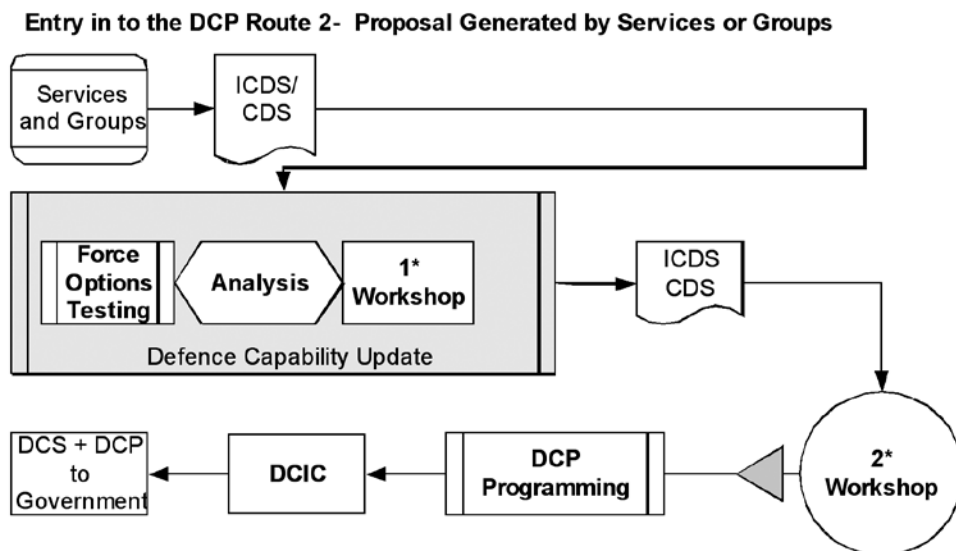 Entry in to the DCP Route 2- Proposal Generated by Services or Groups
Services
and Groups
ICDS/
CDS
Force
Options
Testing
Analysis
1*
Workshop
Defence Capability Update
ICDS
CDS
2*
Workshop
DCP
Programming
DCIC
DCS + DCP
to
Government